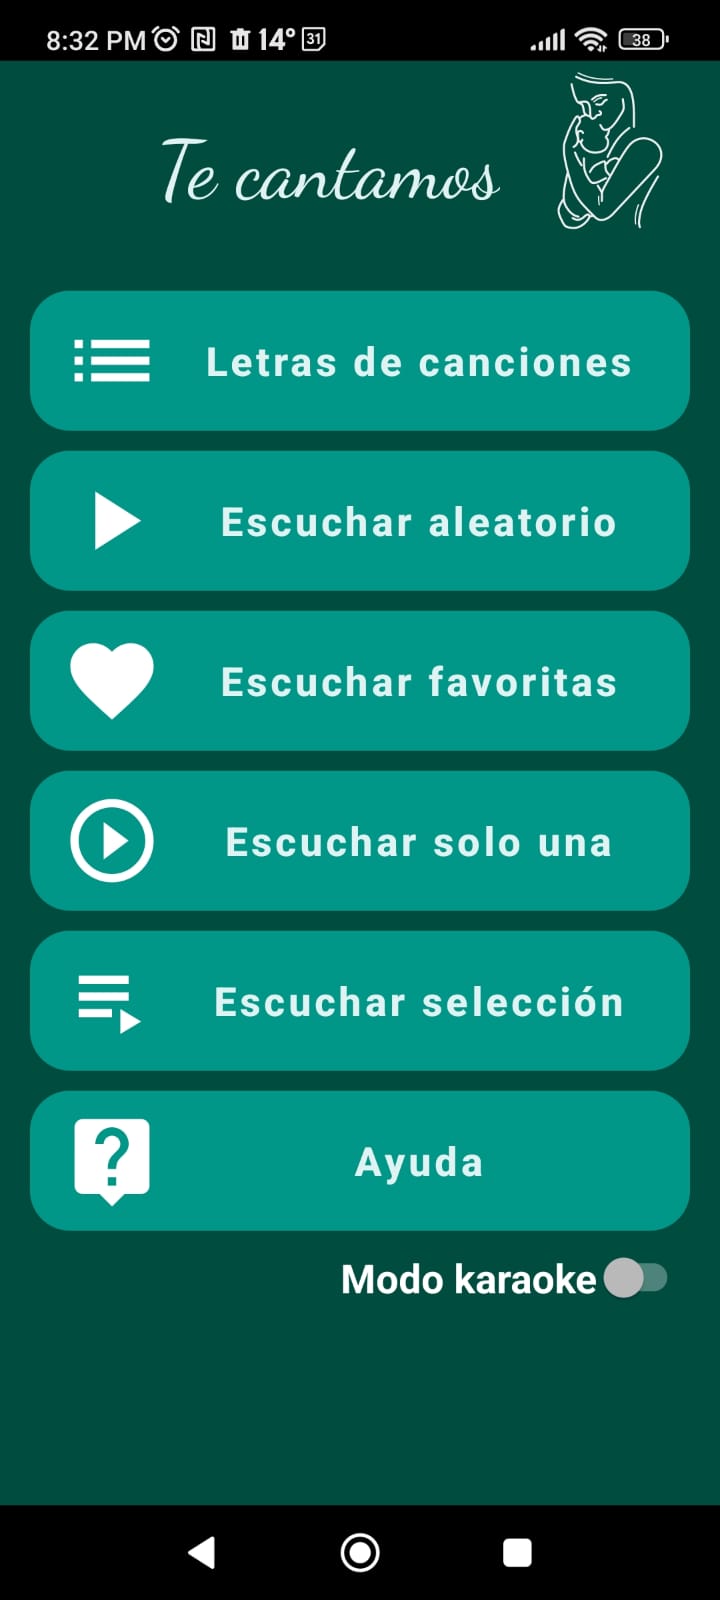 8:32 PM 14° 31 38
Te cantamos
Letras de canciones
Escuchar aleatorio
Escuchar favoritas
Escuchar solo una
Escuchar selección
? Ayuda
Modo karaoke